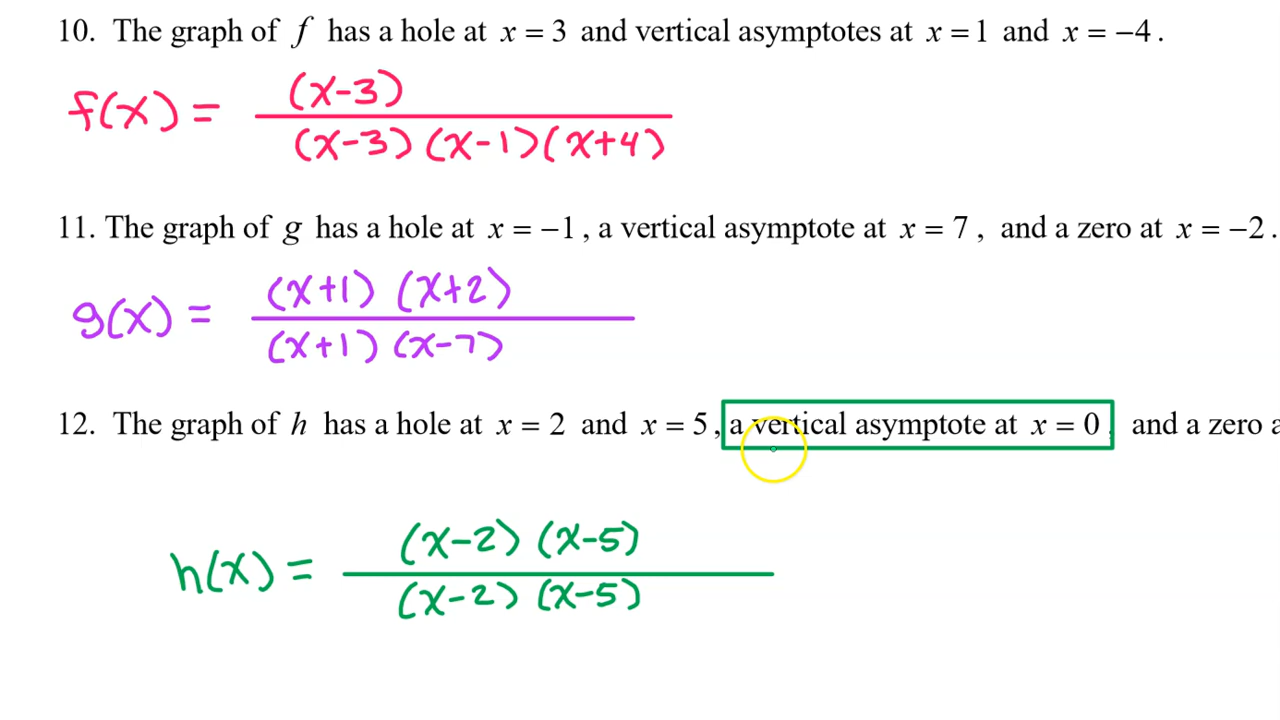 10. The graph of f has a hole at x = 3 and vertical asymptotes at x = 1 and x = −4.
f(x) = (x-3)
(x-3)(x-1)(x+4)
11. The graph of g has a hole at x = −1, a vertical asymptote at x = 7, and a zero at x = −2.
g(x) = (x+1)(x+2)
(x+1)(x-7)
12. The graph of h has a hole at x = 2 and x = 5, a vertical asymptote at x = 0, and a zero a
h(x) = (x-2)(x-5)
(x-2)(x-5)